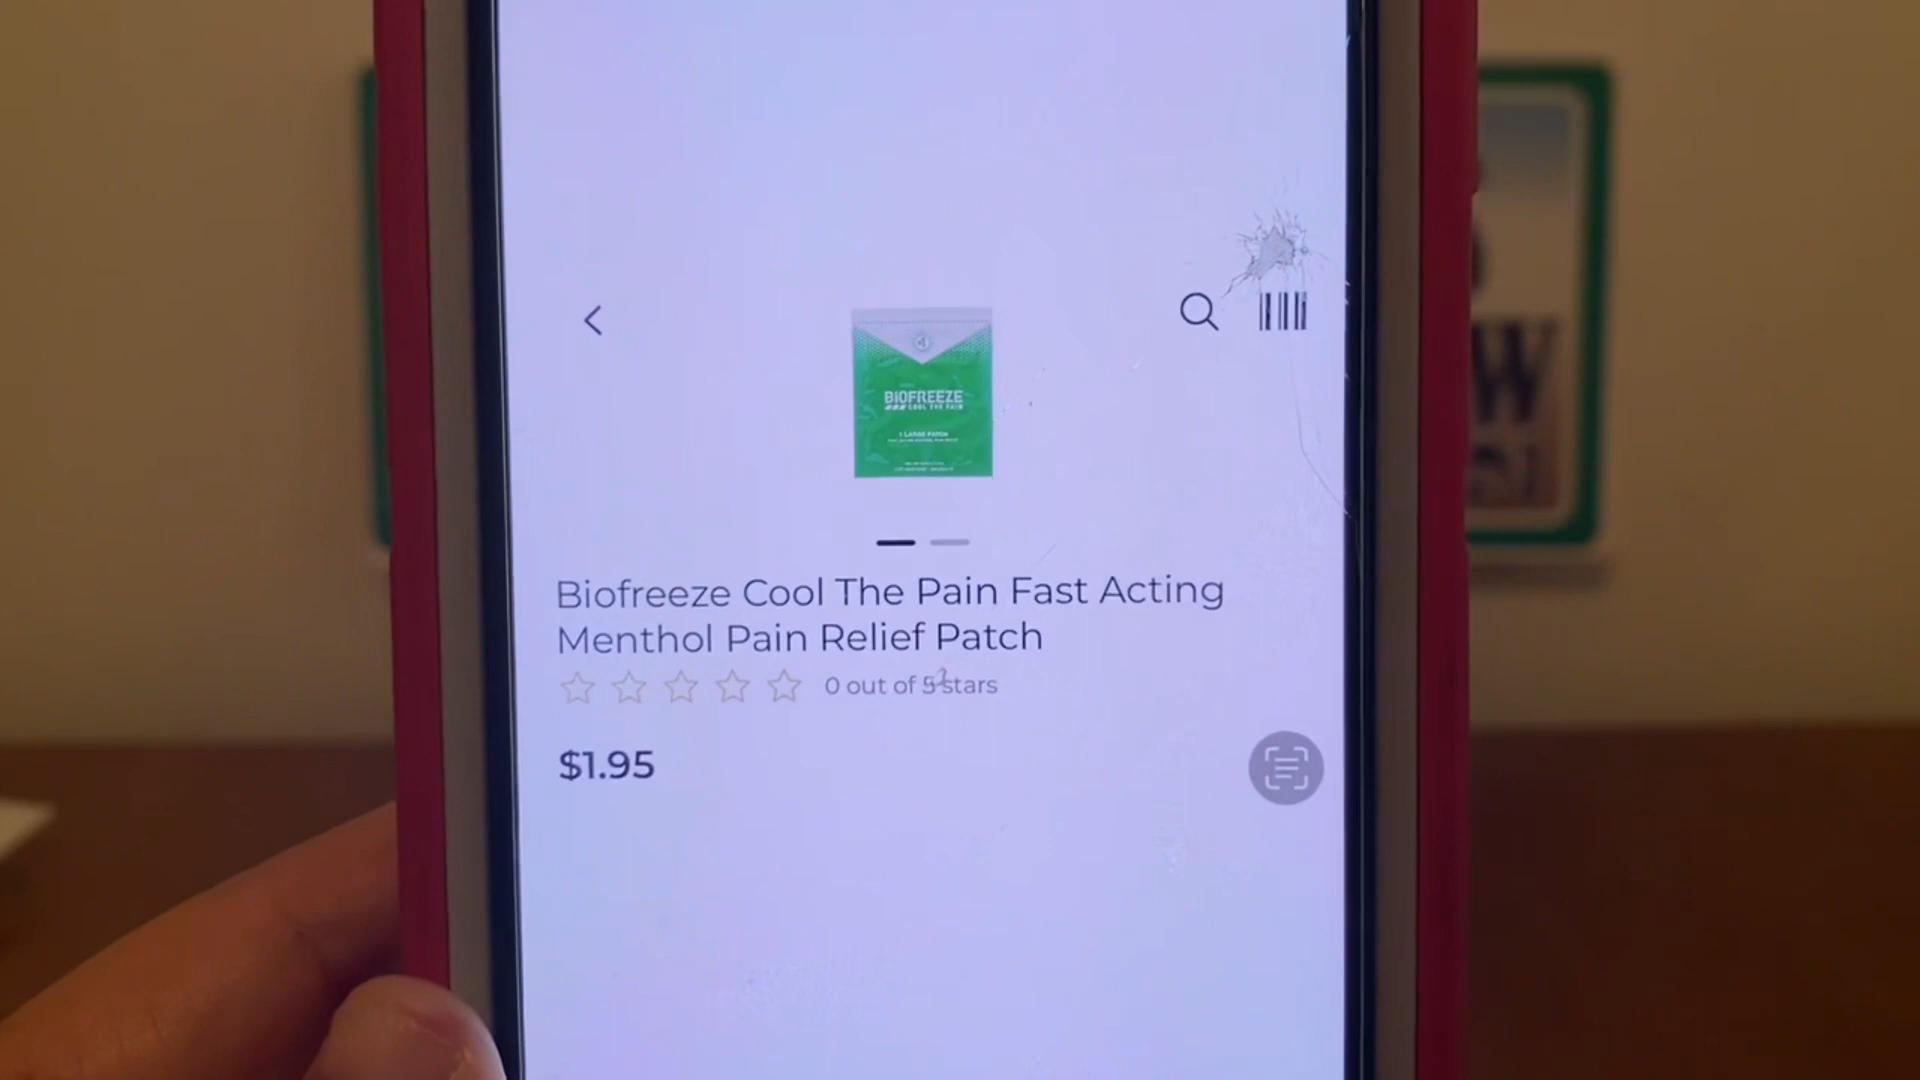 BIOFREEZE
COOL THE PAIN
1 LARGE PATCH
Biofreeze Cool The Pain Fast Acting
Menthol Pain Relief Patch
0 out of 5 stars
$1.95
W